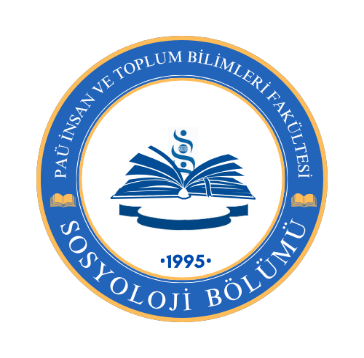 PAÜ İNSAN VE TOPLUM BİLİMLERİ FAKÜLTESİ
·1995·
SOSYOLOJİ BÖLÜMÜ